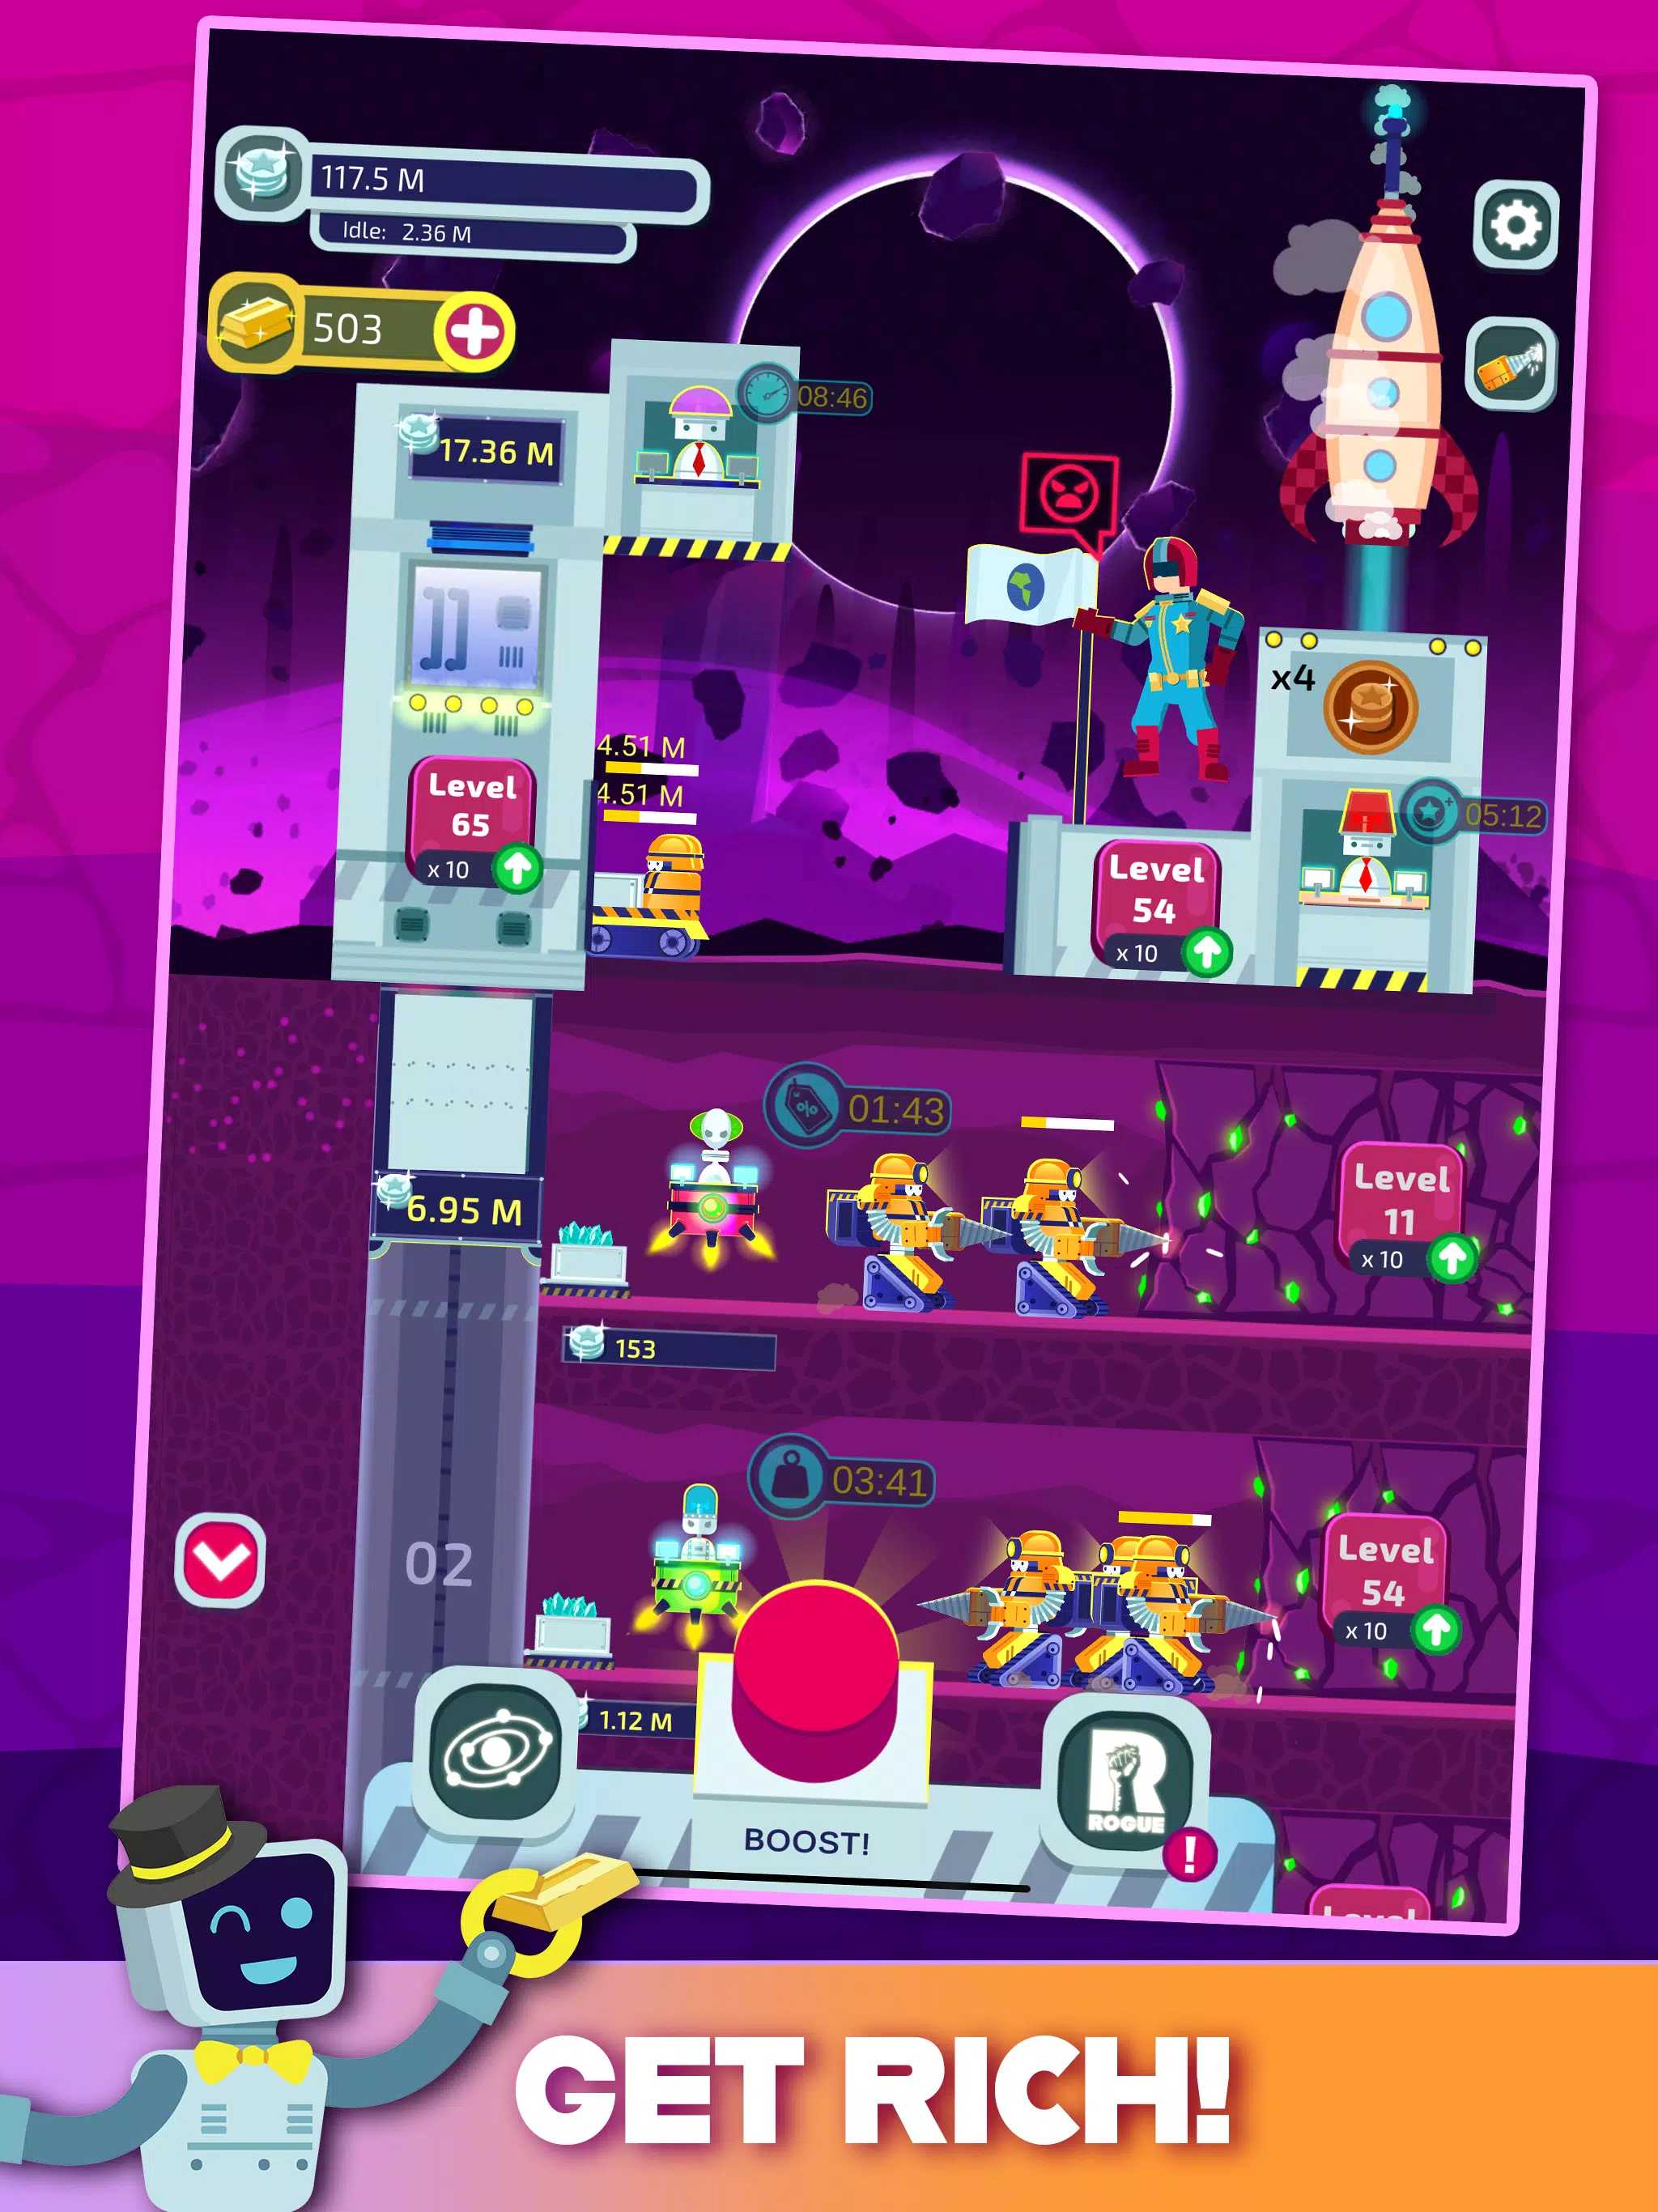 117.5 M
Idle: 2.36 M
503
08:46
17.36 M
x4
4.51 M
4.51 M
Level
65
x 10
05:12
Level
54
x 10
01:43
Level
11
x 10
6.95 M
153
03:41
02
Level
54
x 10
1.12 M
R
ROGUE
!
BOOST!
Level
GET RICH!